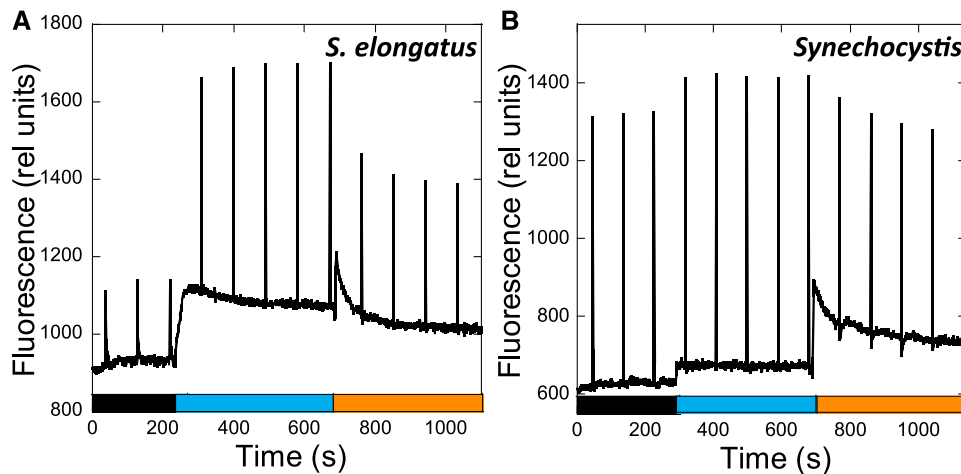 A
S. elongatus
Fluorescence (rel units)
1800
1600
1400
1200
1000
800
0 200 400 600 800 1000
Time (s)
B
Synechocystis
Fluorescence (rel units)
1400
1200
1000
800
600
0 200 400 600 800 1000
Time (s)